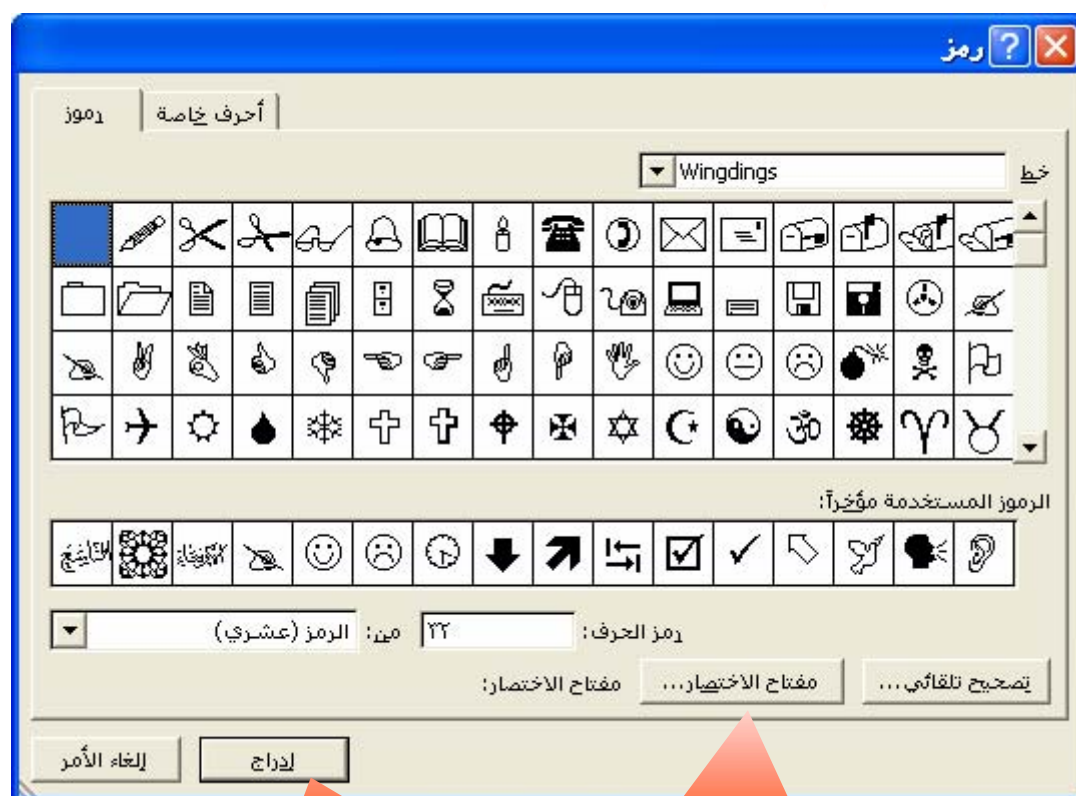 رمز
رموز
أحرف خاصة
خط
Wingdings
الرموز المستخدمة مؤخراً:
رمز الحرف: ٣٢ من: الرمز (عشري)
تصحيح تلقائي... مفتاح الاختصار... مفتاح الاختصار:
إدراج إلغاء الأمر